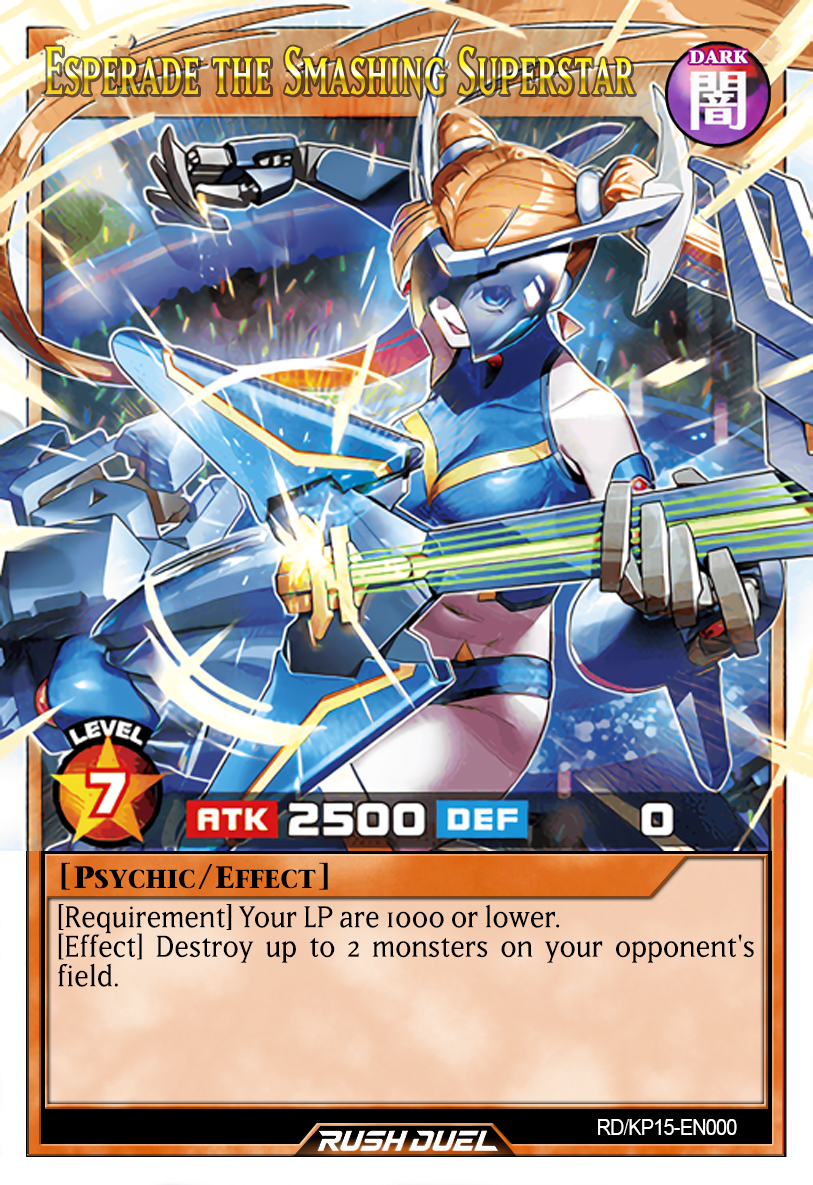 Esperade the Smashing Superstar
DARK
闇
LEVEL
7
ATK 2500 DEF 0
[Psychic/Effect]
[Requirement] Your LP are 1000 or lower.
[Effect] Destroy up to 2 monsters on your opponent's
field.
RUSH DUEL
RD/KP15-EN000